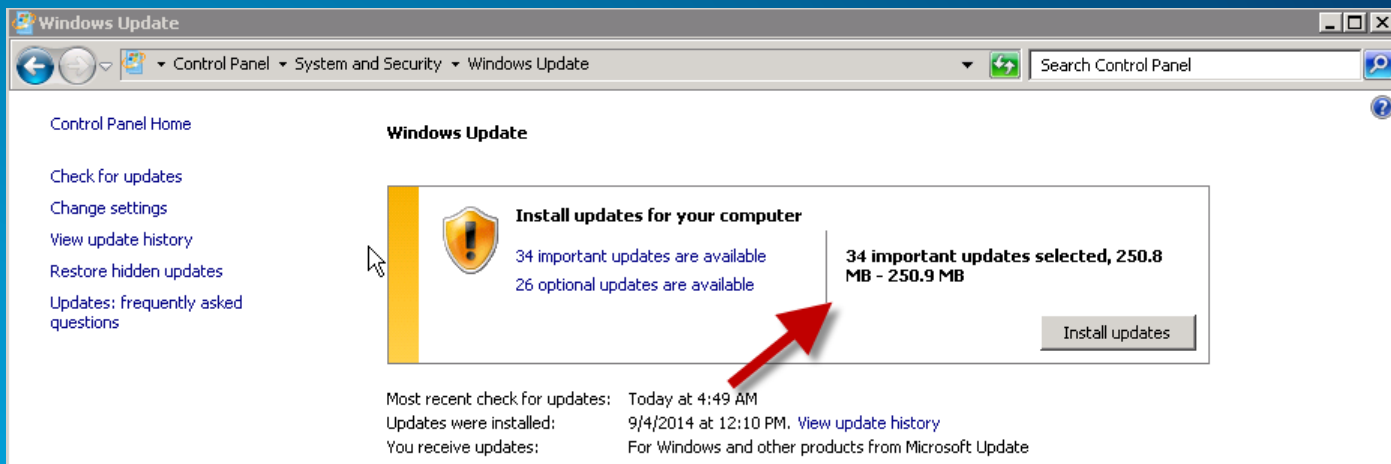 Windows Update
Control Panel
System and Security
Windows Update
Search Control Panel
Control Panel Home
Check for updates
Change settings
View update history
Restore hidden updates
Updates: frequently asked
questions
Windows Update
Install updates for your computer
34 important updates are available
26 optional updates are available
34 important updates selected, 250.8
MB - 250.9 MB
Install updates
Most recent check for updates: Today at 4:49 AM
Updates were installed: 9/4/2014 at 12:10 PM. View update history
You receive updates: For Windows and other products from Microsoft Update